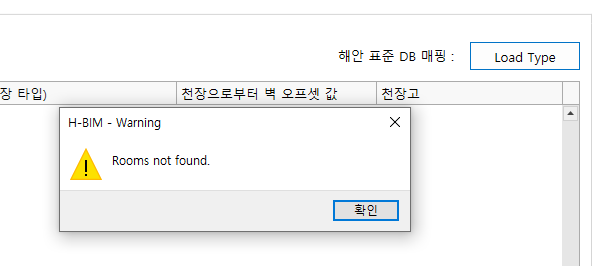 해안 표준 DB 매핑 :
Load Type
장 타입)
천장으로부터 벽 오프셋 값
천장고
H-BIM - Warning
Rooms not found.
확인